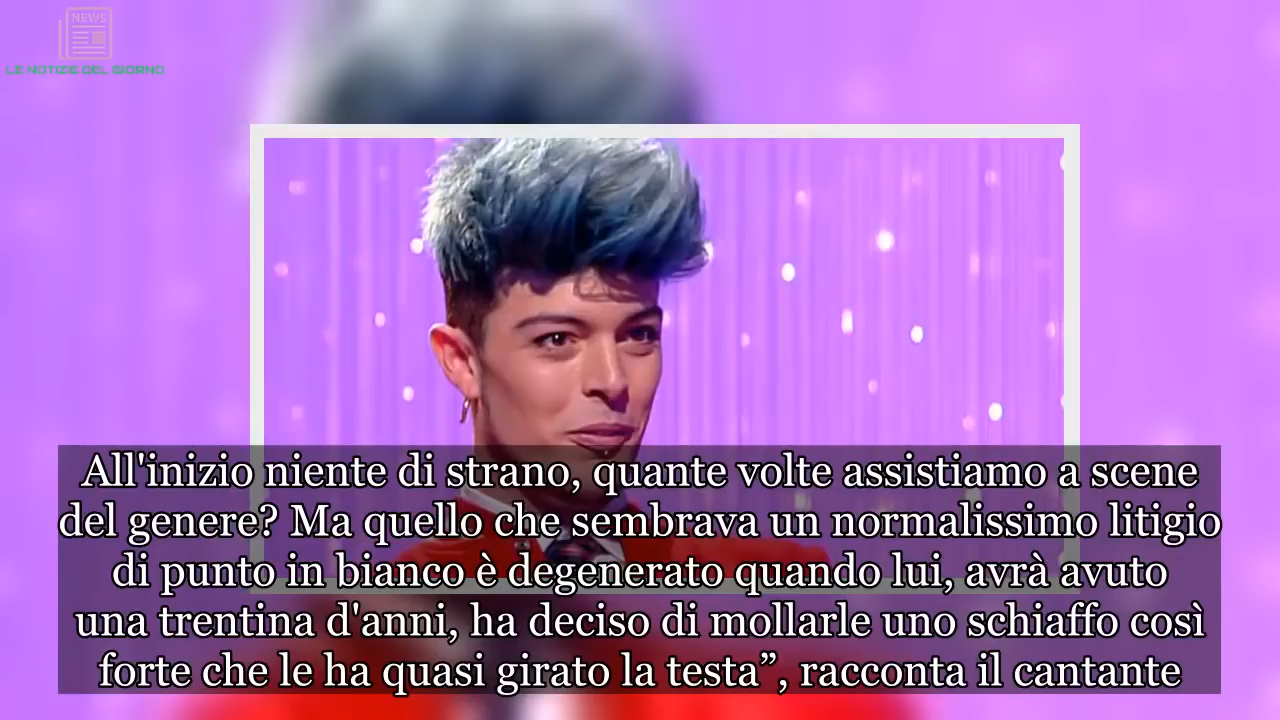 NEWS
LE NOTIZIE DEL GIORNO
All'inizio niente di strano, quante volte assistiamo a scene
del genere? Ma quello che sembrava un normalissimo litigio
di punto in bianco è degenerato quando lui, avrà avuto
una trentina d'anni, ha deciso di mollarle uno schiaffo così
forte che le ha quasi girato la testa”, racconta il cantante